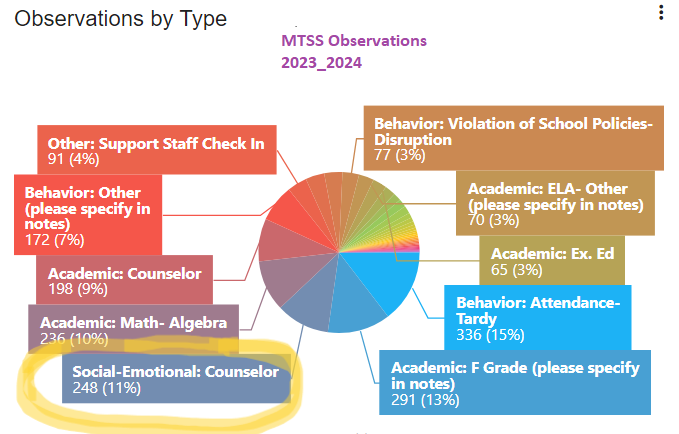 Observations by Type
MTSS Observations
2023_2024
Behavior: Violation of School Policies-
Disruption
77 (3%)
Other: Support Staff Check In
91 (4%)
Behavior: Other
(please specify in
notes)
172 (7%)
Academic: ELA- Other
(please specify in notes)
70 (3%)
Academic: Ex. Ed
65 (3%)
Academic: Counselor
198 (9%)
Behavior: Attendance-
Tardy
336 (15%)
Academic: Math- Algebra
236 (10%)
Social-Emotional: Counselor
248 (11%)
Academic: F Grade (please specify
in notes)
291 (13%)